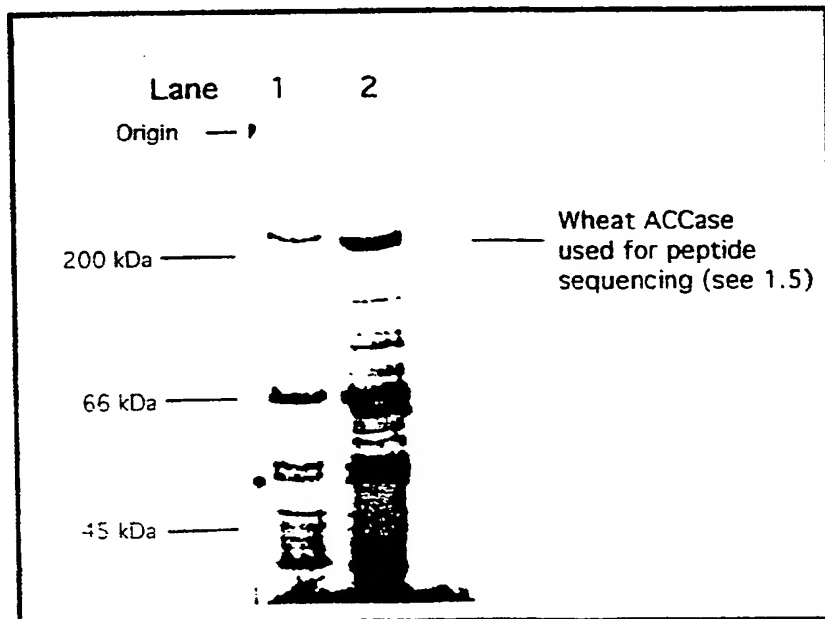 Lane 1 2
Origin
Wheat ACCase
used for peptide
sequencing (see 1.5)
200 kDa
66 kDa
45 kDa